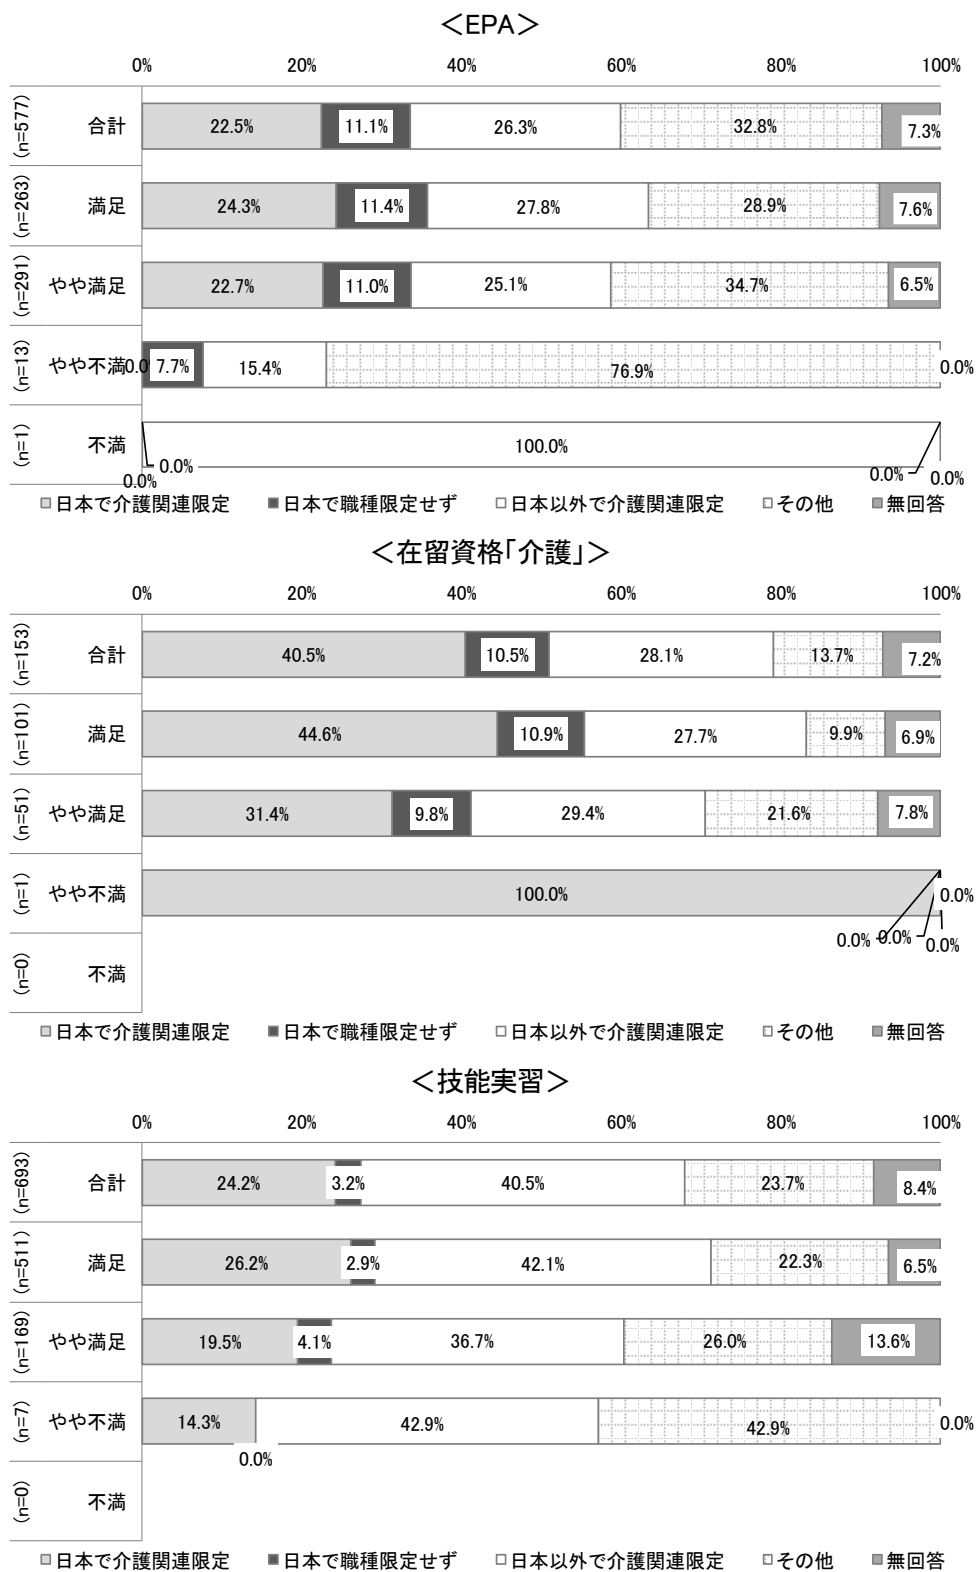 ＜EPA＞
0% 20% 40% 60% 80% 100%
(n=577) 合計 22.5% 11.1% 26.3% 32.8% 7.3%
(n=263) 満足 24.3% 11.4% 27.8% 28.9% 7.6%
(n=291) やや満足 22.7% 11.0% 25.1% 34.7% 6.5%
(n=13) やや不満 0.0% 7.7% 15.4% 76.9% 0.0%
(n=1) 不満 0.0% 0.0% 100.0% 0.0% 0.0%
日本で介護関連限定 日本で職種限定せず 日本以外で介護関連限定 その他 無回答
＜在留資格「介護」＞
0% 20% 40% 60% 80% 100%
(n=153) 合計 40.5% 10.5% 28.1% 13.7% 7.2%
(n=101) 満足 44.6% 10.9% 27.7% 9.9% 6.9%
(n=51) やや満足 31.4% 9.8% 29.4% 21.6% 7.8%
(n=1) やや不満 100.0% 0.0% 0.0% 0.0% 0.0%
(n=0) 不満
日本で介護関連限定 日本で職種限定せず 日本以外で介護関連限定 その他 無回答
＜技能実習＞
0% 20% 40% 60% 80% 100%
(n=693) 合計 24.2% 3.2% 40.5% 23.7% 8.4%
(n=511) 満足 26.2% 2.9% 42.1% 22.3% 6.5%
(n=169) やや満足 19.5% 4.1% 36.7% 26.0% 13.6%
(n=7) やや不満 14.3% 0.0% 42.9% 42.9% 0.0%
(n=0) 不満
日本で介護関連限定 日本で職種限定せず 日本以外で介護関連限定 その他 無回答